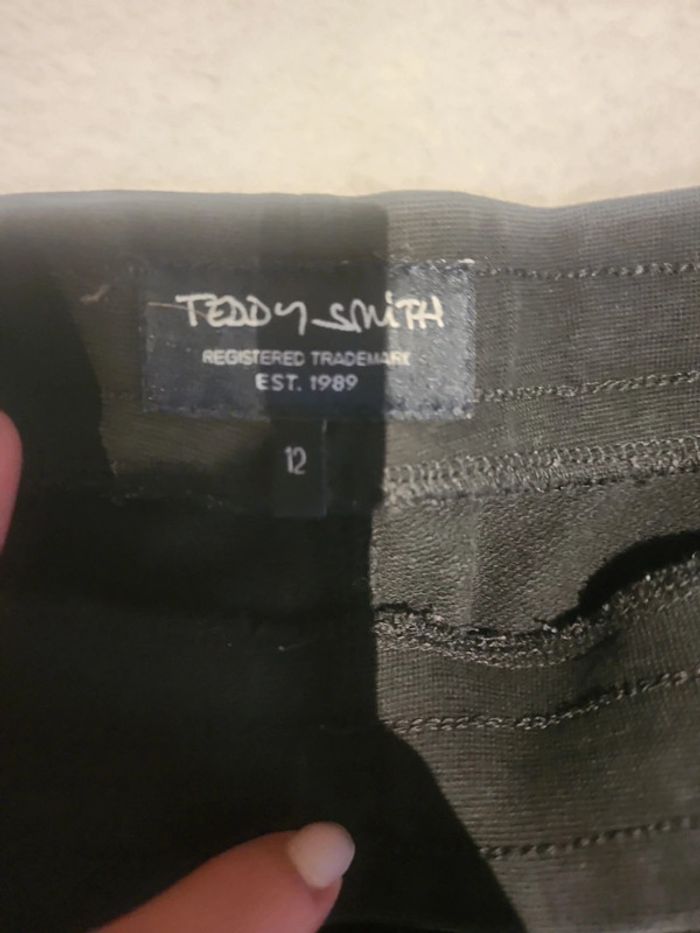 TEDDY SMITH
REGISTERED TRADEMARK
EST. 1989
12